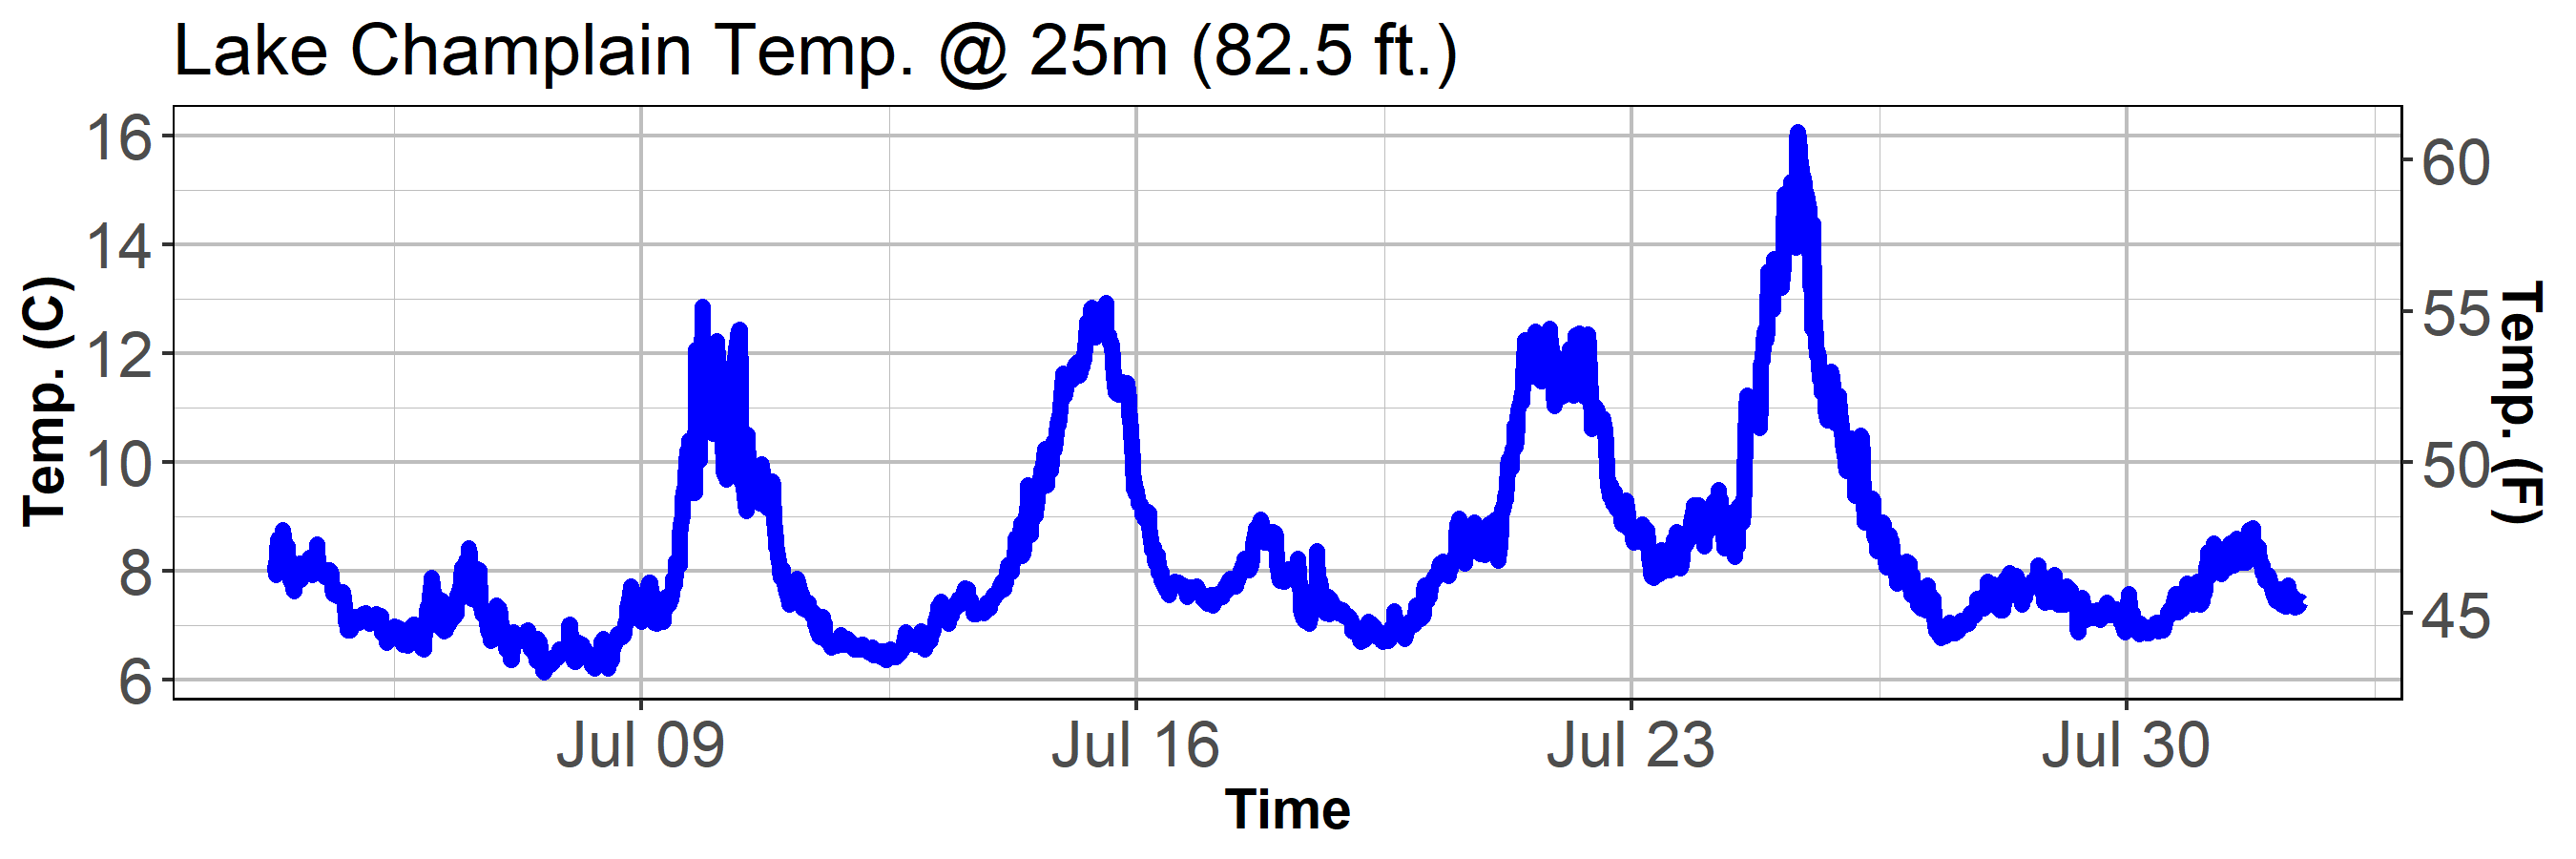 Lake Champlain Temp. @ 25m (82.5 ft.)
16
14
12
10
8
6
Temp. (C)
60
55
50
45
Temp. (F)
Jul 09 Jul 16 Jul 23 Jul 30
Time